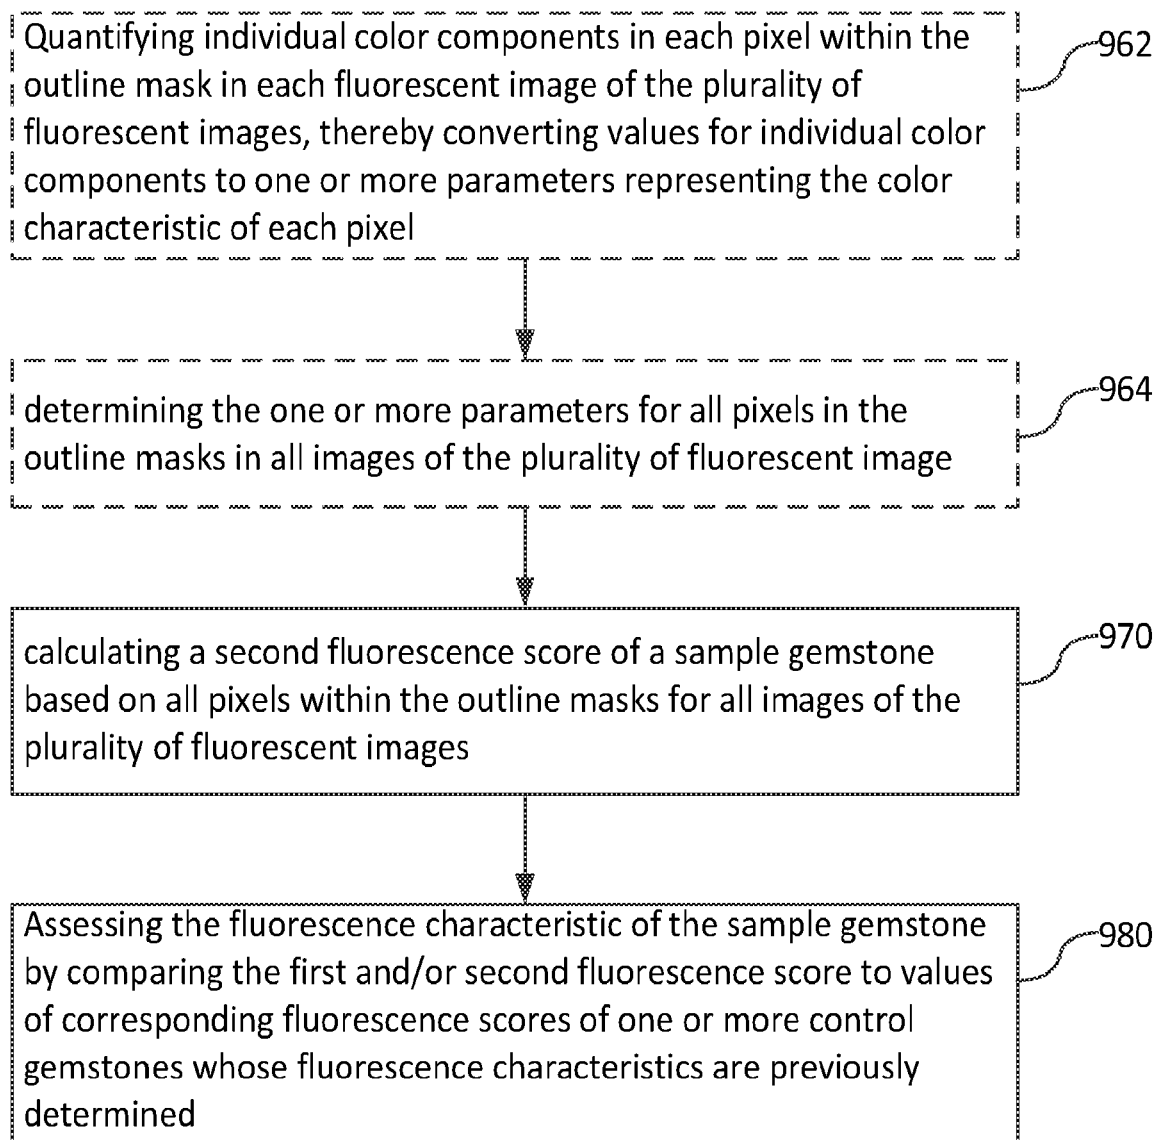 Quantifying individual color components in each pixel within the
outline mask in each fluorescent image of the plurality of
fluorescent images, thereby converting values for individual color
components to one or more parameters representing the color
characteristic of each pixel
962
determining the one or more parameters for all pixels in the
outline masks in all images of the plurality of fluorescent image
964
calculating a second fluorescence score of a sample gemstone
based on all pixels within the outline masks for all images of the
plurality of fluorescent images
970
Assessing the fluorescence characteristic of the sample gemstone
by comparing the first and/or second fluorescence score to values
of corresponding fluorescence scores of one or more control
gemstones whose fluorescence characteristics are previously
determined
980